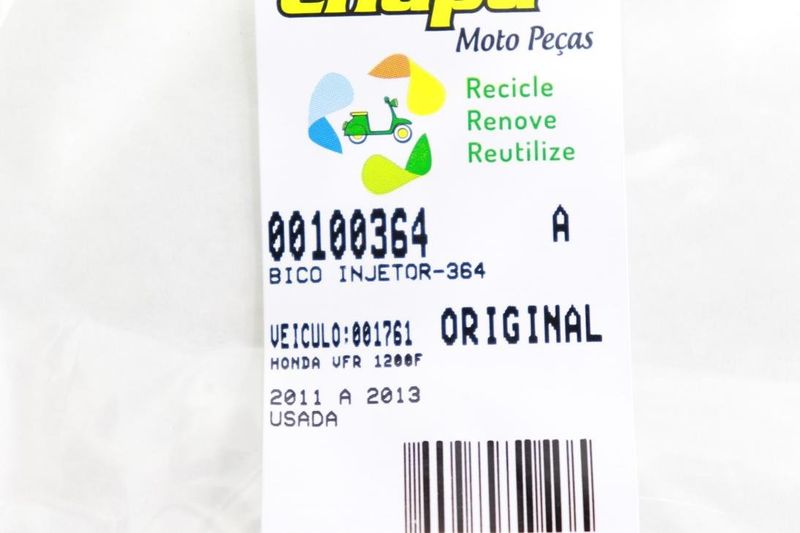 Moto Peças
Recicle
Renove
Reutilize
00100364 A
BICO INJETOR-364
VEICULO:001761 ORIGINAL
HONDA VFR 1200F
2011 A 2013
USADA